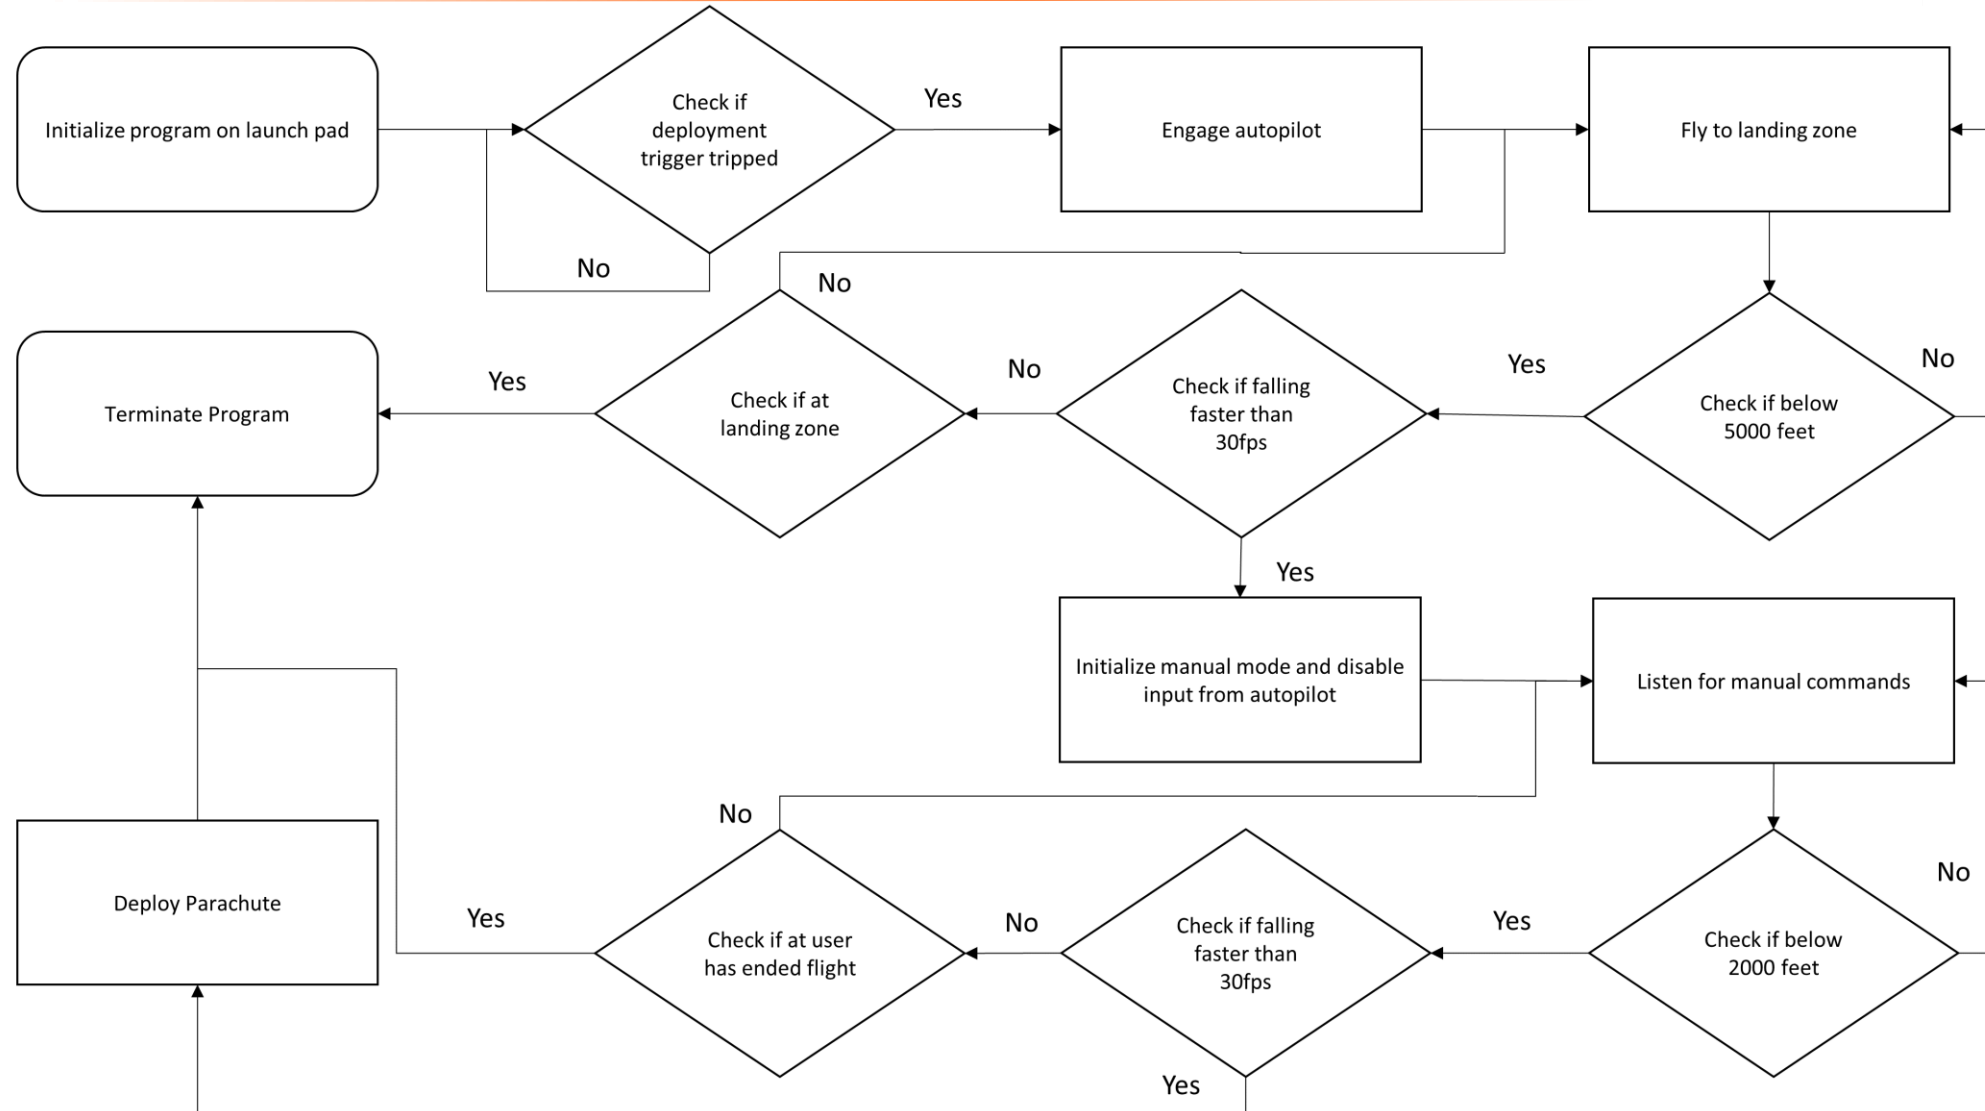 Initialize program on launch pad
Check if
deployment
trigger tripped
Yes
Engage autopilot
Fly to landing zone
No
No
Terminate Program
Yes
Check if at
landing zone
No
Check if falling
faster than
30fps
Yes
Check if below
5000 feet
No
Yes
Initialize manual mode and disable
input from autopilot
Listen for manual commands
No
Deploy Parachute
Yes
Check if at user
has ended flight
No
Check if falling
faster than
30fps
Yes
Check if below
2000 feet
No
Yes